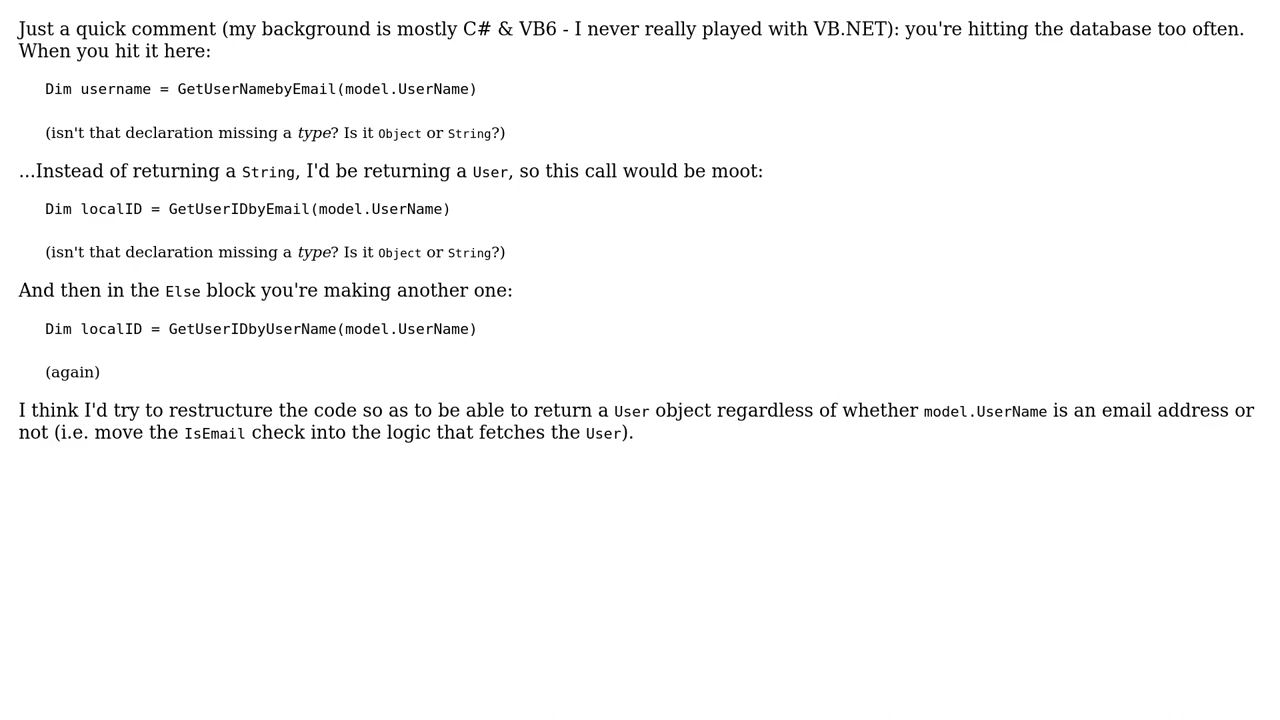 Just a quick comment (my background is mostly C# & VB6 - I never really played with VB.NET): you're hitting the database too often.
When you hit it here:
Dim username = GetUserNamebyEmail(model.UserName)
(isn't that declaration missing a type? Is it Object or String?)
...Instead of returning a String, I'd be returning a User, so this call would be moot:
Dim localID = GetUserIDbyEmail(model.UserName)
(isn't that declaration missing a type? Is it Object or String?)
And then in the Else block you're making another one:
Dim localID = GetUserIDbyUserName(model.UserName)
(again)
I think I'd try to restructure the code so as to be able to return a User object regardless of whether model.UserName is an email address or
not (i.e. move the IsEmail check into the logic that fetches the User).